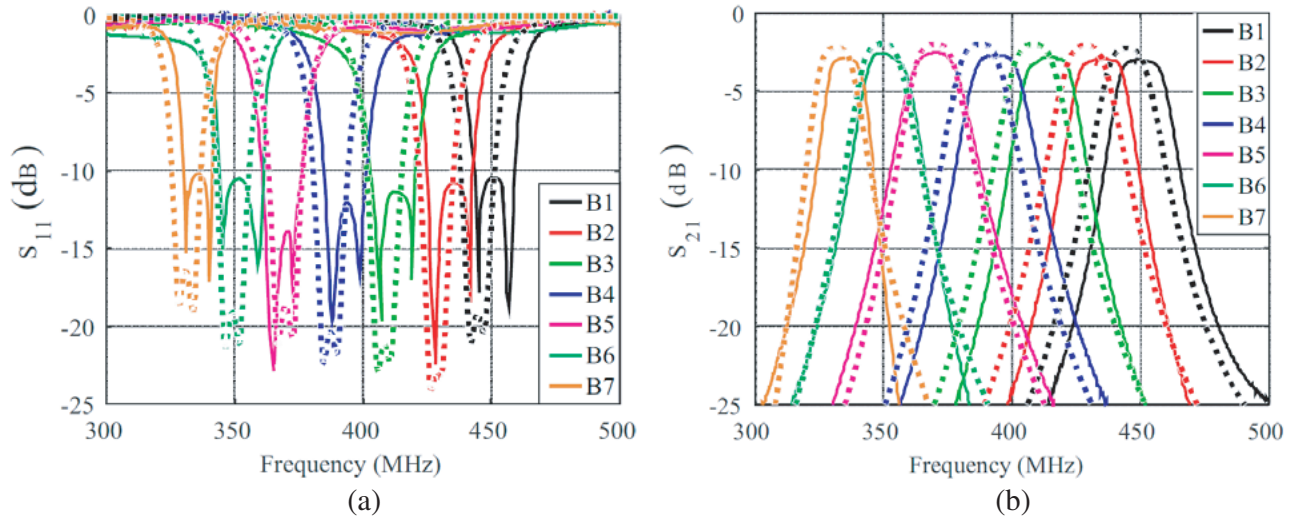 0
-5
-10
-15
-20
-25
300
350
400
450
500
S11 (dB)
Frequency (MHz)
B1
B2
B3
B4
B5
B6
B7
(a)
0
-5
-10
-15
-20
-25
300
350
400
450
500
S21 (dB)
Frequency (MHz)
B1
B2
B3
B4
B5
B6
B7
(b)